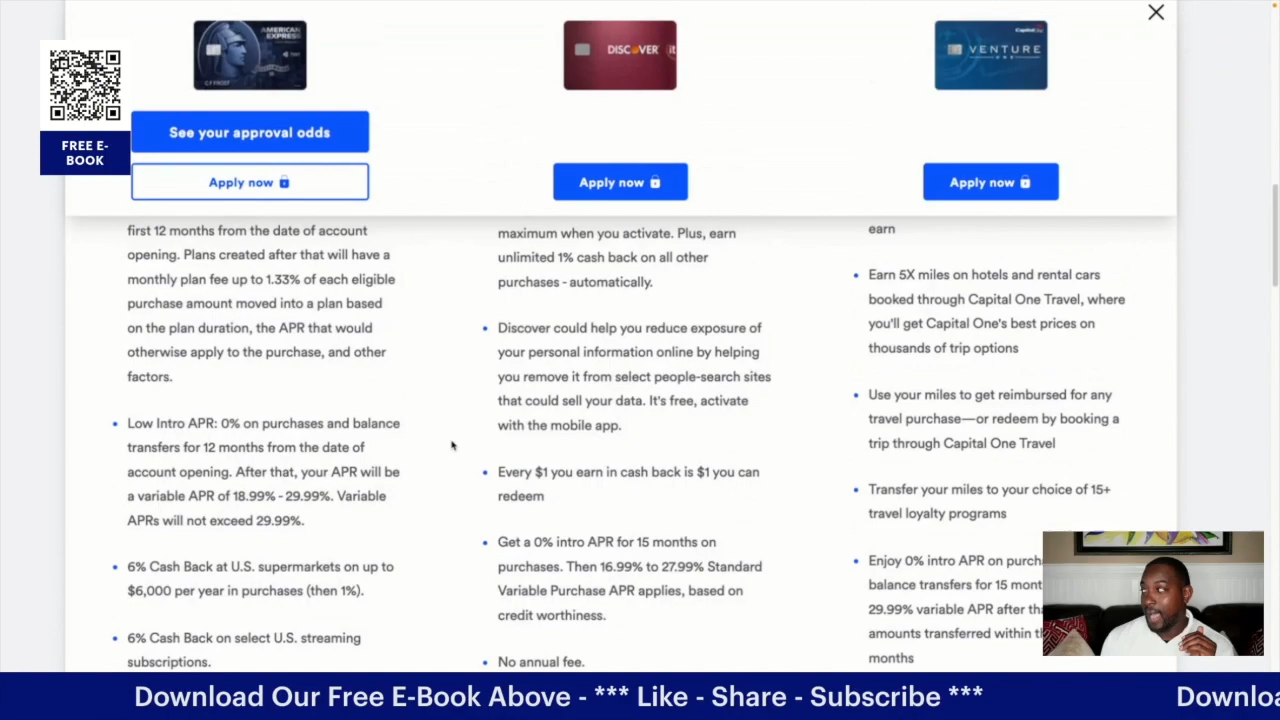 AMERICAN
EXPRESS
DISCOVER it
Capital
VENTURE
ONE
FREE E-
BOOK
See your approval odds
Apply now
Apply now
Apply now
first 12 months from the date of account
opening. Plans created after that will have a
monthly plan fee up to 1.33% of each eligible
purchase amount moved into a plan based
on the plan duration, the APR that would
otherwise apply to the purchase, and other
factors.
Low Intro APR: 0% on purchases and balance
transfers for 12 months from the date of
account opening. After that, your APR will be
a variable APR of 18.99% - 29.99%. Variable
APRs will not exceed 29.99%.
6% Cash Back at U.S. supermarkets on up to
$6,000 per year in purchases (then 1%).
6% Cash Back on select U.S. streaming
subscriptions.
maximum when you activate. Plus, earn
unlimited 1% cash back on all other
purchases - automatically.
Discover could help you reduce exposure of
your personal information online by helping
you remove it from select people-search sites
that could sell your data. It's free, activate
with the mobile app.
Every $1 you earn in cash back is $1 you can
redeem
Get a 0% intro APR for 15 months on
purchases. Then 16.99% to 27.99% Standard
Variable Purchase APR applies, based on
credit worthiness.
No annual fee.
earn
Earn 5X miles on hotels and rental cars
booked through Capital One Travel, where
you'll get Capital One's best prices on
thousands of trip options
Use your miles to get reimbursed for any
travel purchase—or redeem by booking a
trip through Capital One Travel
Transfer your miles to your choice of 15+
travel loyalty programs
Enjoy 0% intro APR on purch
balance transfers for 15 mont
29.99% variable APR after tha
amounts transferred within t
months
Download Our Free E-Book Above - *** Like - Share - Subscribe *** Downloa